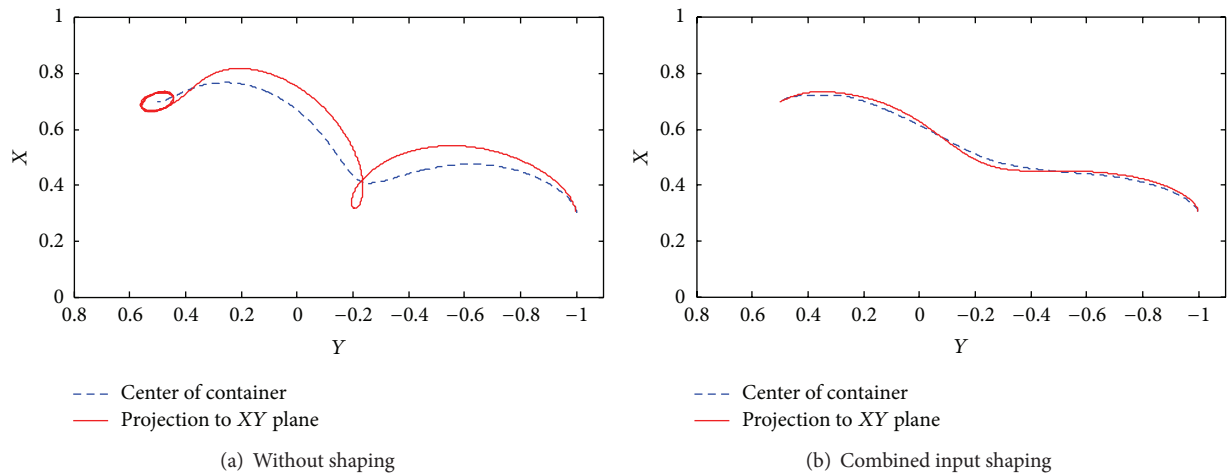 1
0.8
0.6
X
0.4
0.2
0
0.8 0.6 0.4 0.2 0 −0.2 −0.4 −0.6 −0.8 −1
Y
Center of container
Projection to XY plane
(a) Without shaping
1
0.8
0.6
X
0.4
0.2
0
0.8 0.6 0.4 0.2 0 −0.2 −0.4 −0.6 −0.8 −1
Y
Center of container
Projection to XY plane
(b) Combined input shaping